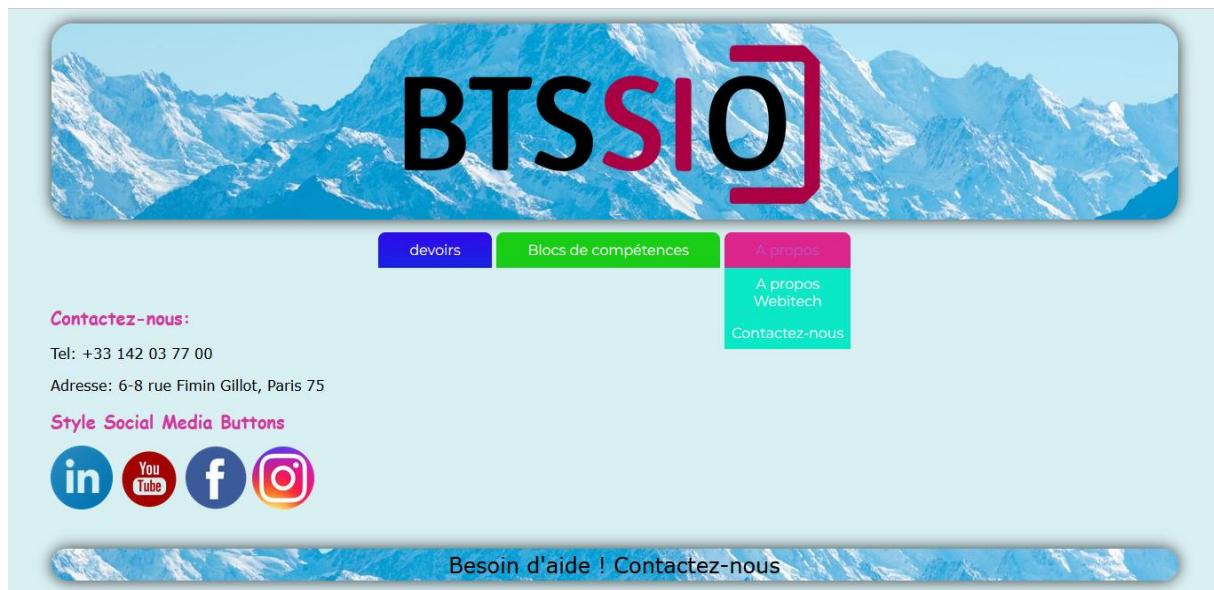 BTSSIO
devoirs
Blocs de compétences
A propos
A propos
Webitech
Contactez-nous
Contactez-nous:
Tel: +33 142 03 77 00
Adresse: 6-8 rue Fimin Gillot, Paris 75
Style Social Media Buttons
in
You
Tube
f
Besoin d'aide ! Contactez-nous